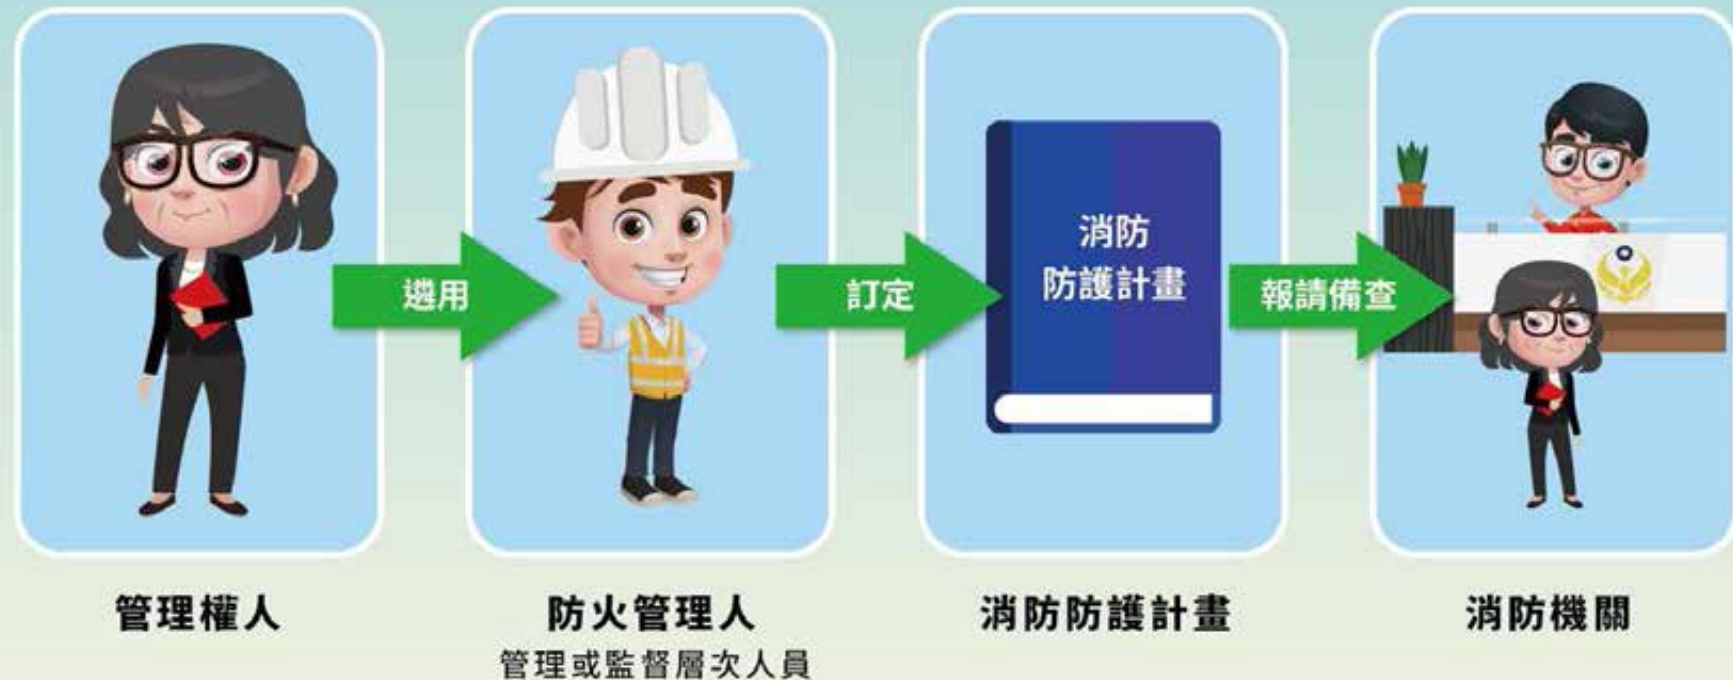 遴用
訂定
消防
防護計畫
報請備查
管理權人
防火管理人
管理或監督層次人員
消防防護計畫
消防機關